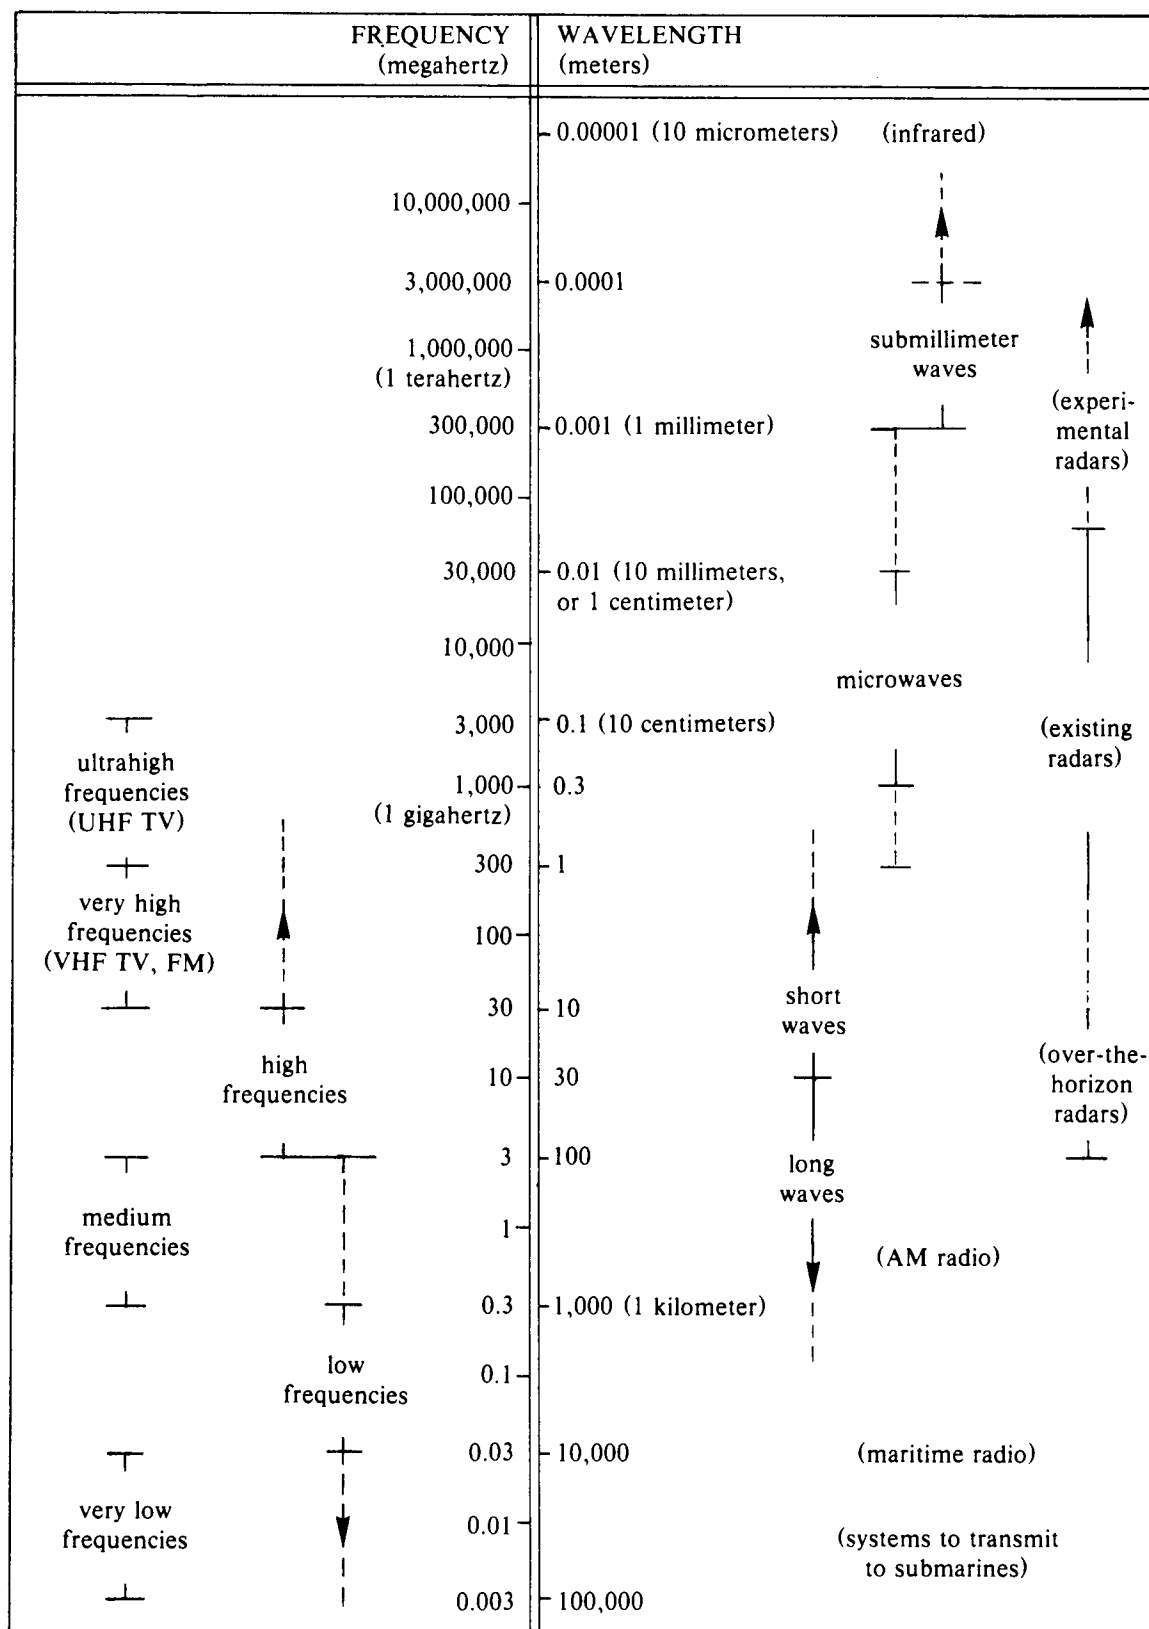 FREQUENCY
(megahertz)
WAVELENGTH
(meters)
0.00001 (10 micrometers)
(infrared)
10,000,000
3,000,000
0.0001
submillimeter
waves
1,000,000
(1 terahertz)
(experi-
mental
radars)
300,000
0.001 (1 millimeter)
100,000
30,000
0.01 (10 millimeters,
or 1 centimeter)
10,000
microwaves
3,000
0.1 (10 centimeters)
(existing
radars)
ultrahigh
frequencies
(UHF TV)
1,000
(1 gigahertz)
0.3
300
1
very high
frequencies
(VHF TV, FM)
100
30
10
short
waves
high
frequencies
10
30
(over-the-
horizon
radars)
3
100
long
waves
medium
frequencies
1
(AM radio)
0.3
1,000 (1 kilometer)
low
frequencies
0.1
0.03
10,000
(maritime radio)
very low
frequencies
0.01
(systems to transmit
to submarines)
0.003
100,000